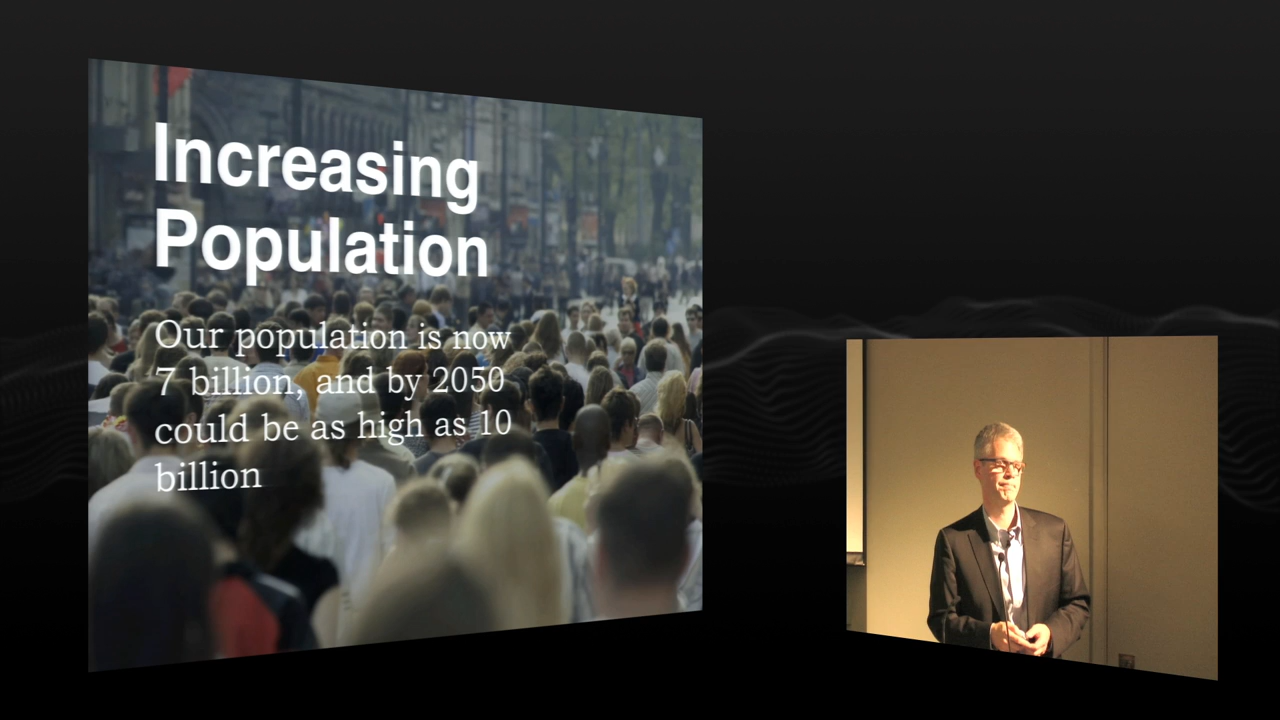 Increasing
Population
Our population is now
7 billion, and by 2050
could be as high as 10
billion